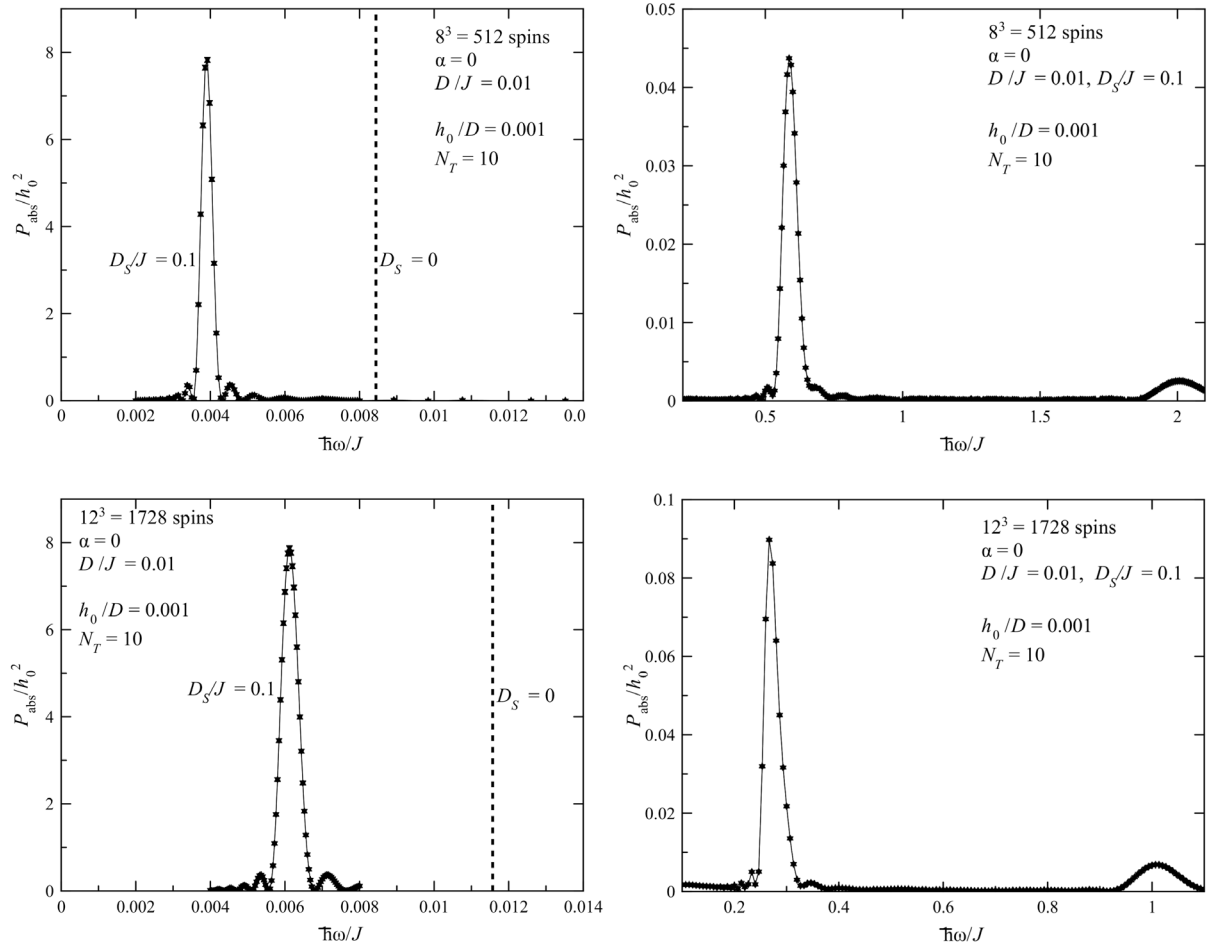 8
6
4
2
0
P_abs/h_0^2
8^3 = 512 spins
α = 0
D /J = 0.01
h_0 /D = 0.001
N_T = 10
D_S/J = 0.1
D_S = 0
0 0.002 0.004 0.006 0.008 0.01 0.012 0.0
ħω/J
0.05
0.04
0.03
0.02
0.01
0
P_abs/h_0^2
8^3 = 512 spins
α = 0
D /J = 0.01, D_S/J = 0.1
h_0/D = 0.001
N_T = 10
0.5 1 1.5 2
ħω/J
8
6
4
2
0
P_abs/h_0^2
12^3 = 1728 spins
α = 0
D /J = 0.01
h_0 /D = 0.001
N_T = 10
D_S/J = 0.1
D_S = 0
0 0.002 0.004 0.006 0.008 0.01 0.012 0.014
ħω/J
0.1
0.08
0.06
0.04
0.02
0
P_abs/h_0^2
12^3 = 1728 spins
α = 0
D /J = 0.01, D_S/J = 0.1
h_0/D = 0.001
N_T = 10
0.2 0.4 0.6 0.8 1
ħω/J